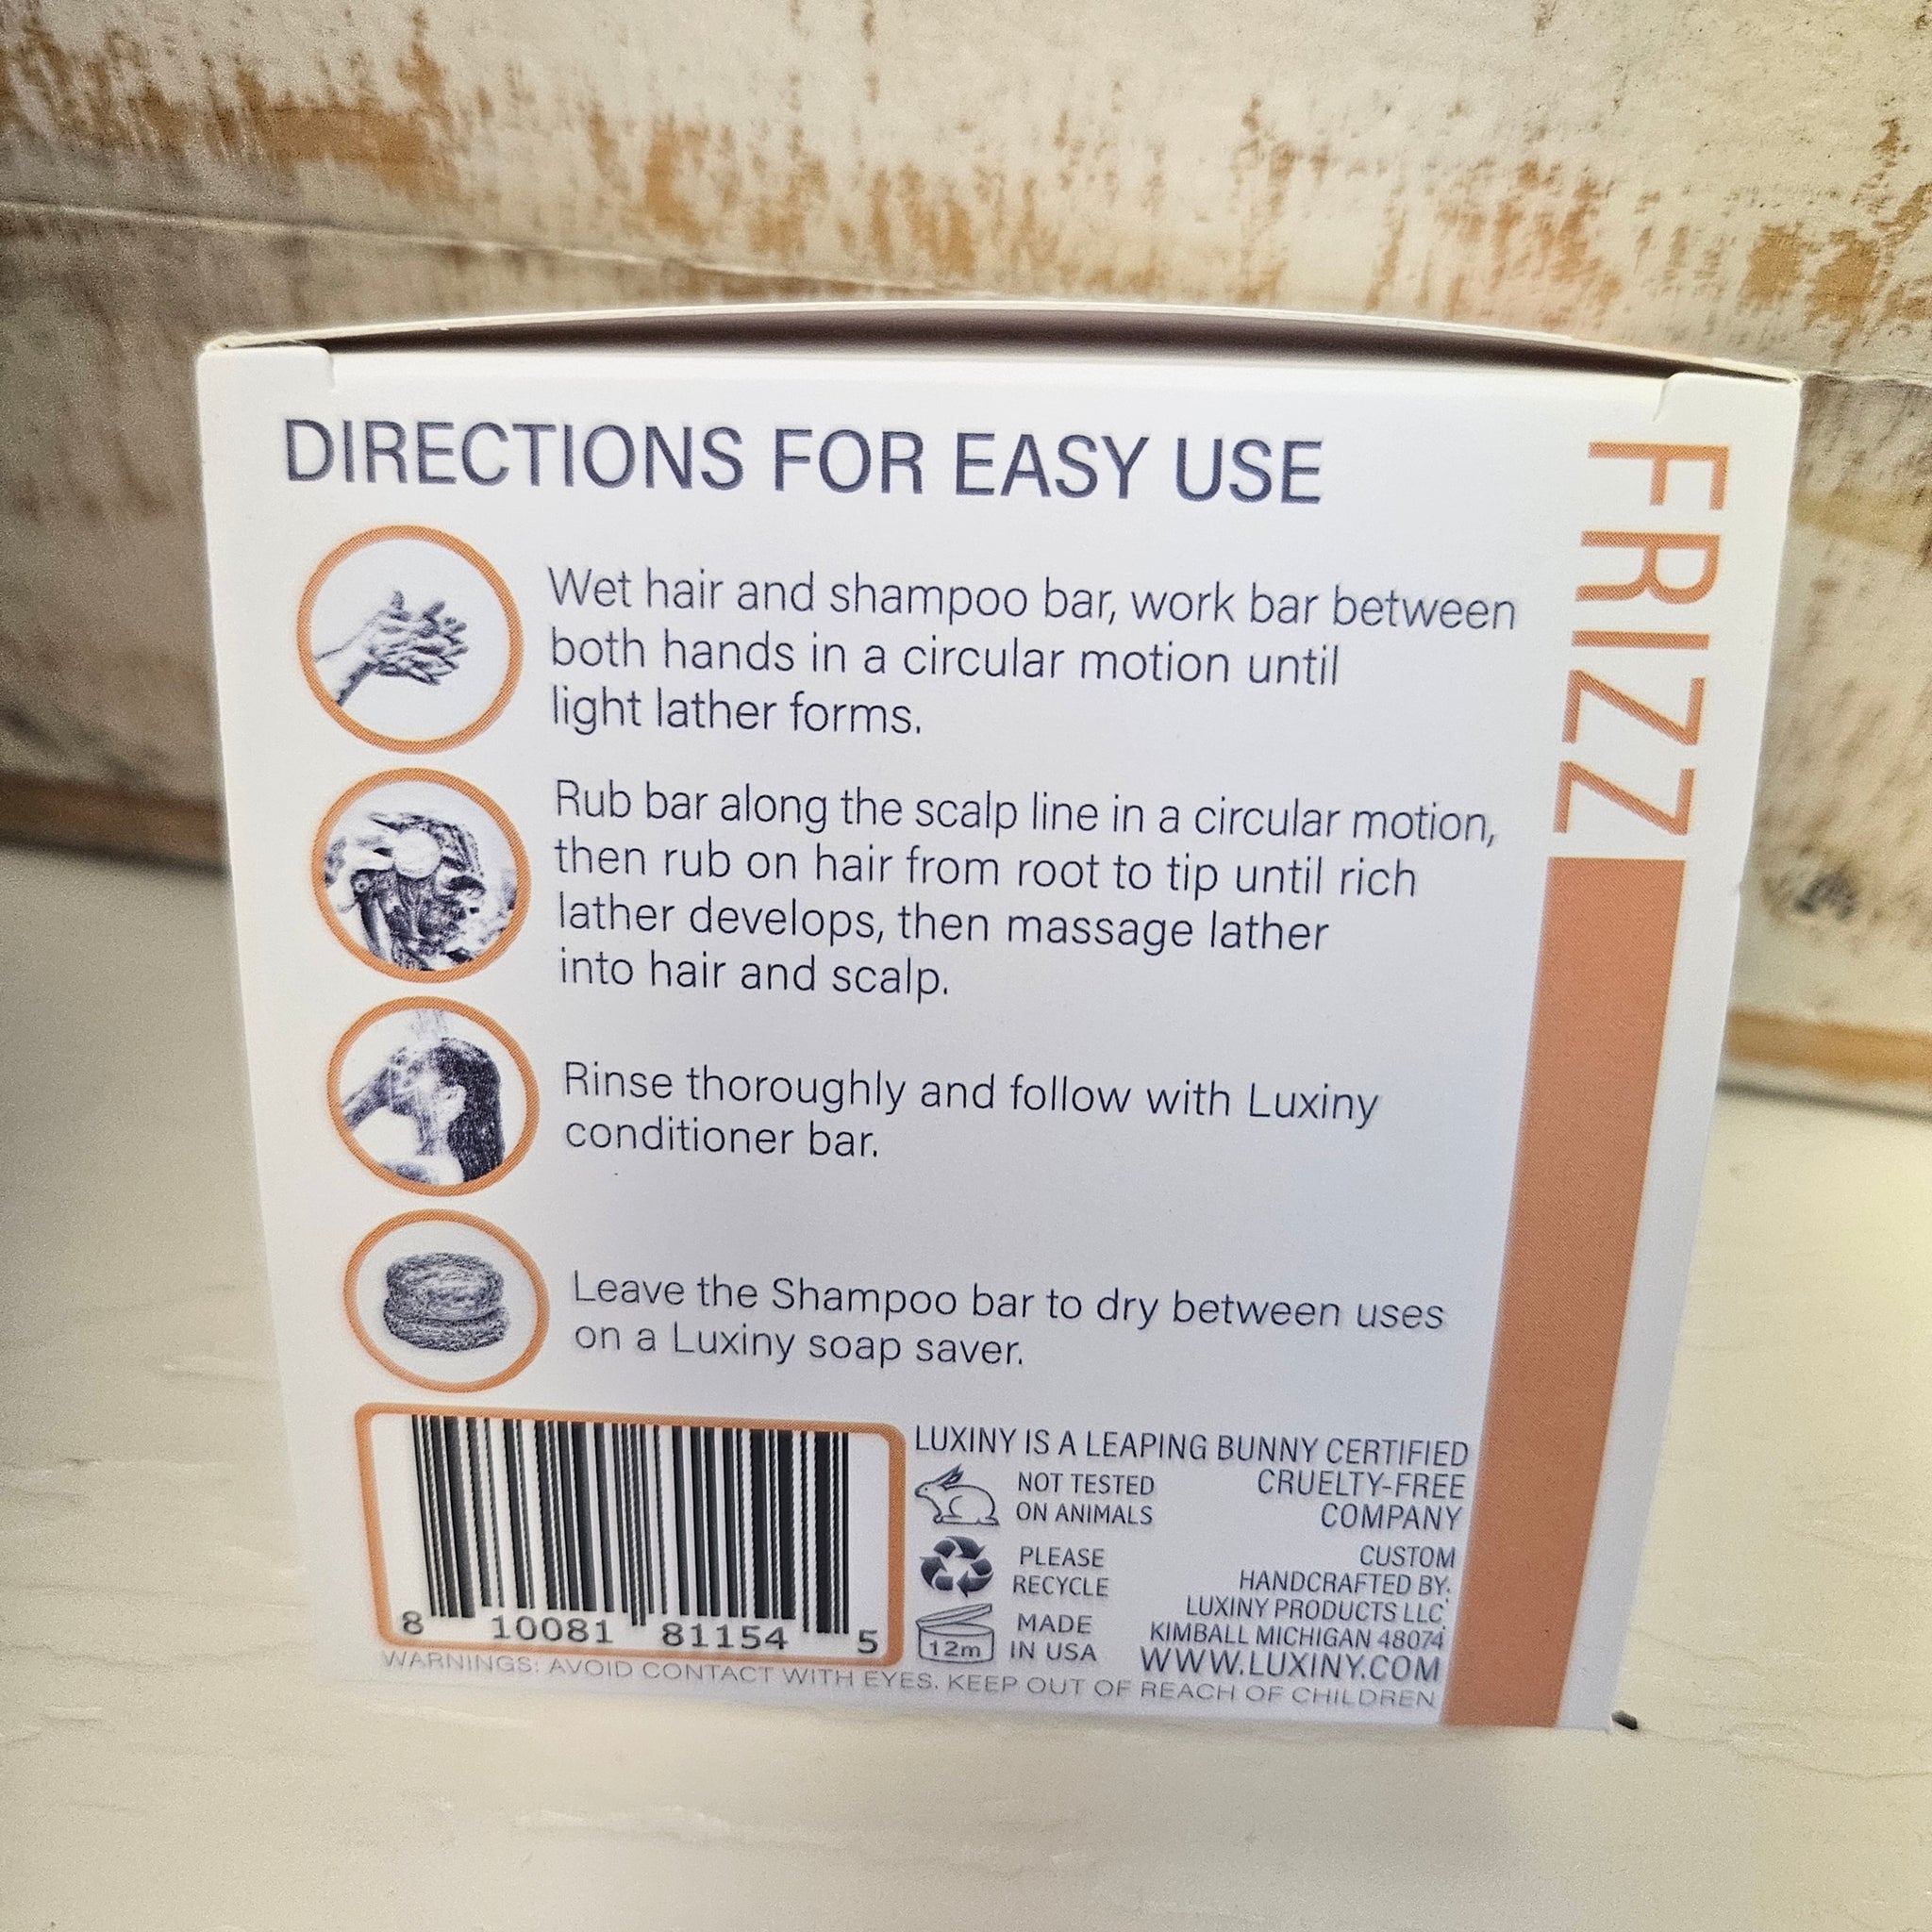 DIRECTIONS FOR EASY USE
FRIZZ
Wet hair and shampoo bar, work bar between
both hands in a circular motion until
light lather forms.
Rub bar along the scalp line in a circular motion,
then rub on hair from root to tip until rich
lather develops, then massage lather
into hair and scalp.
Rinse thoroughly and follow with Luxiny
conditioner bar.
Leave the Shampoo bar to dry between uses
on a Luxiny soap saver.
8 10081 81154 5
LUXINY IS A LEAPING BUNNY CERTIFIED
CRUELTY-FREE
COMPANY
NOT TESTED
ON ANIMALS
PLEASE
RECYCLE
12m
MADE
IN USA
CUSTOM
HANDCRAFTED BY:
LUXINY PRODUCTS LLC
KIMBALL MICHIGAN 48074
WWW.LUXINY.COM
WARNINGS: AVOID CONTACT WITH EYES. KEEP OUT OF REACH OF CHILDREN